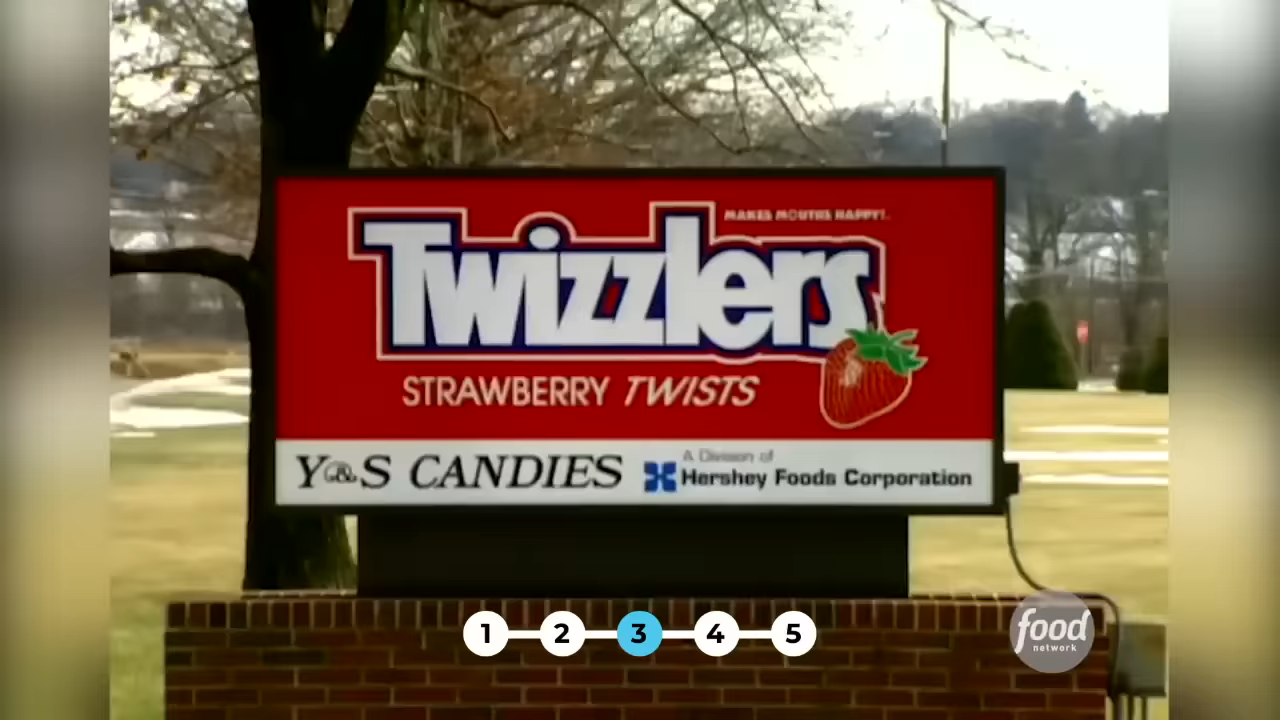 MAKES MOUTHS HAPPY!
Twizzlers
STRAWBERRY TWISTS
Y&S CANDIES
A Division of
Hershey Foods Corporation
1 2 3 4 5
food
network